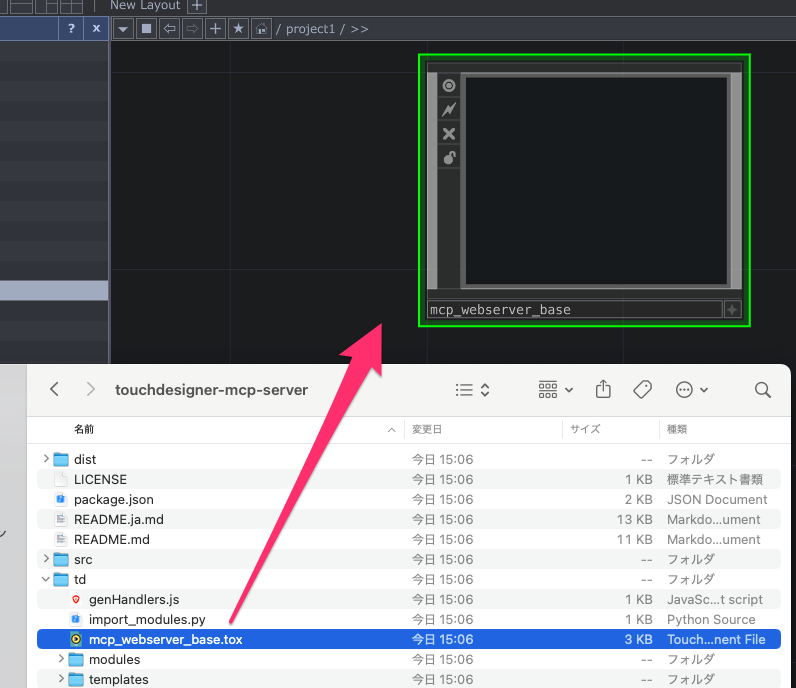 New Layout +
? x / project1 / >>
mcp_webserver_base
touchdesigner-mcp-server
名前 変更日 サイズ 種類
dist 今日 15:06 -- フォルダ
LICENSE 今日 15:06 1 KB 標準テキスト書類
package.json 今日 15:06 2 KB JSON Document
README.ja.md 今日 15:06 13 KB Markdo...ument
README.md 今日 15:06 11 KB Markdo...ument
src 今日 15:06 -- フォルダ
td 今日 15:06 -- フォルダ
genHandlers.js 今日 15:06 1 KB JavaSc...t script
import_modules.py 今日 15:06 1 KB Python Source
mcp_webserver_base.tox 今日 15:06 3 KB Touch...nent File
modules 今日 15:06 -- フォルダ
templates 今日 15:06 -- フォルダ